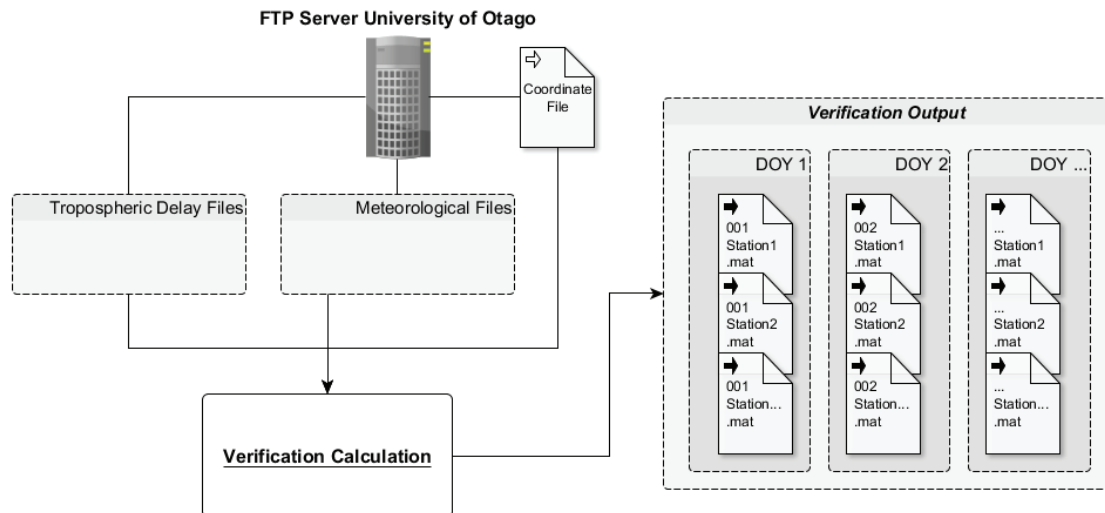 FTP Server University of Otago
Coordinate
File
Tropospheric Delay Files
Meteorological Files
Verification Calculation
Verification Output
DOY 1
001
Station1
.mat
001
Station2
.mat
001
Station...
.mat
DOY 2
002
Station1
.mat
002
Station2
.mat
002
Station...
.mat
DOY ...
...
Station1
.mat
...
Station2
.mat
...
Station...
.mat